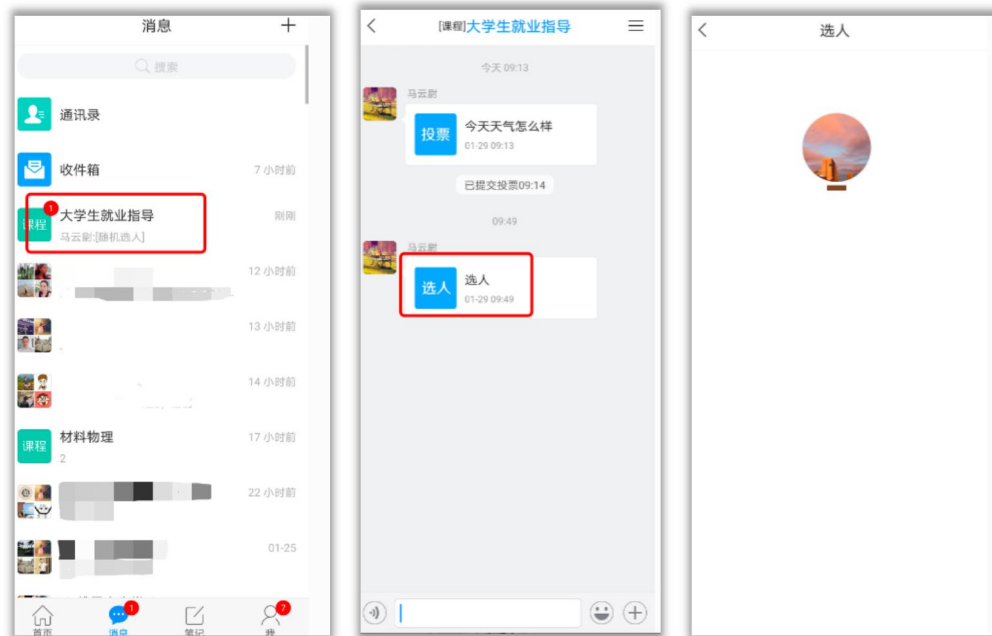 消息
搜索
通讯录
收件箱
7 小时前
课程
1
大学生就业指导
刚刚
马云尉:[随机选人]
12 小时前
13 小时前
14 小时前
课程
材料物理
17 小时前
2
22 小时前
01-25
1
7
首页
消息
笔记
我
[课程]大学生就业指导
今天 09:13
马云尉
投票
今天天气怎么样
01-29 09:13
已提交投票09:14
09:49
马云尉
选人
选人
01-29 09:49
选人